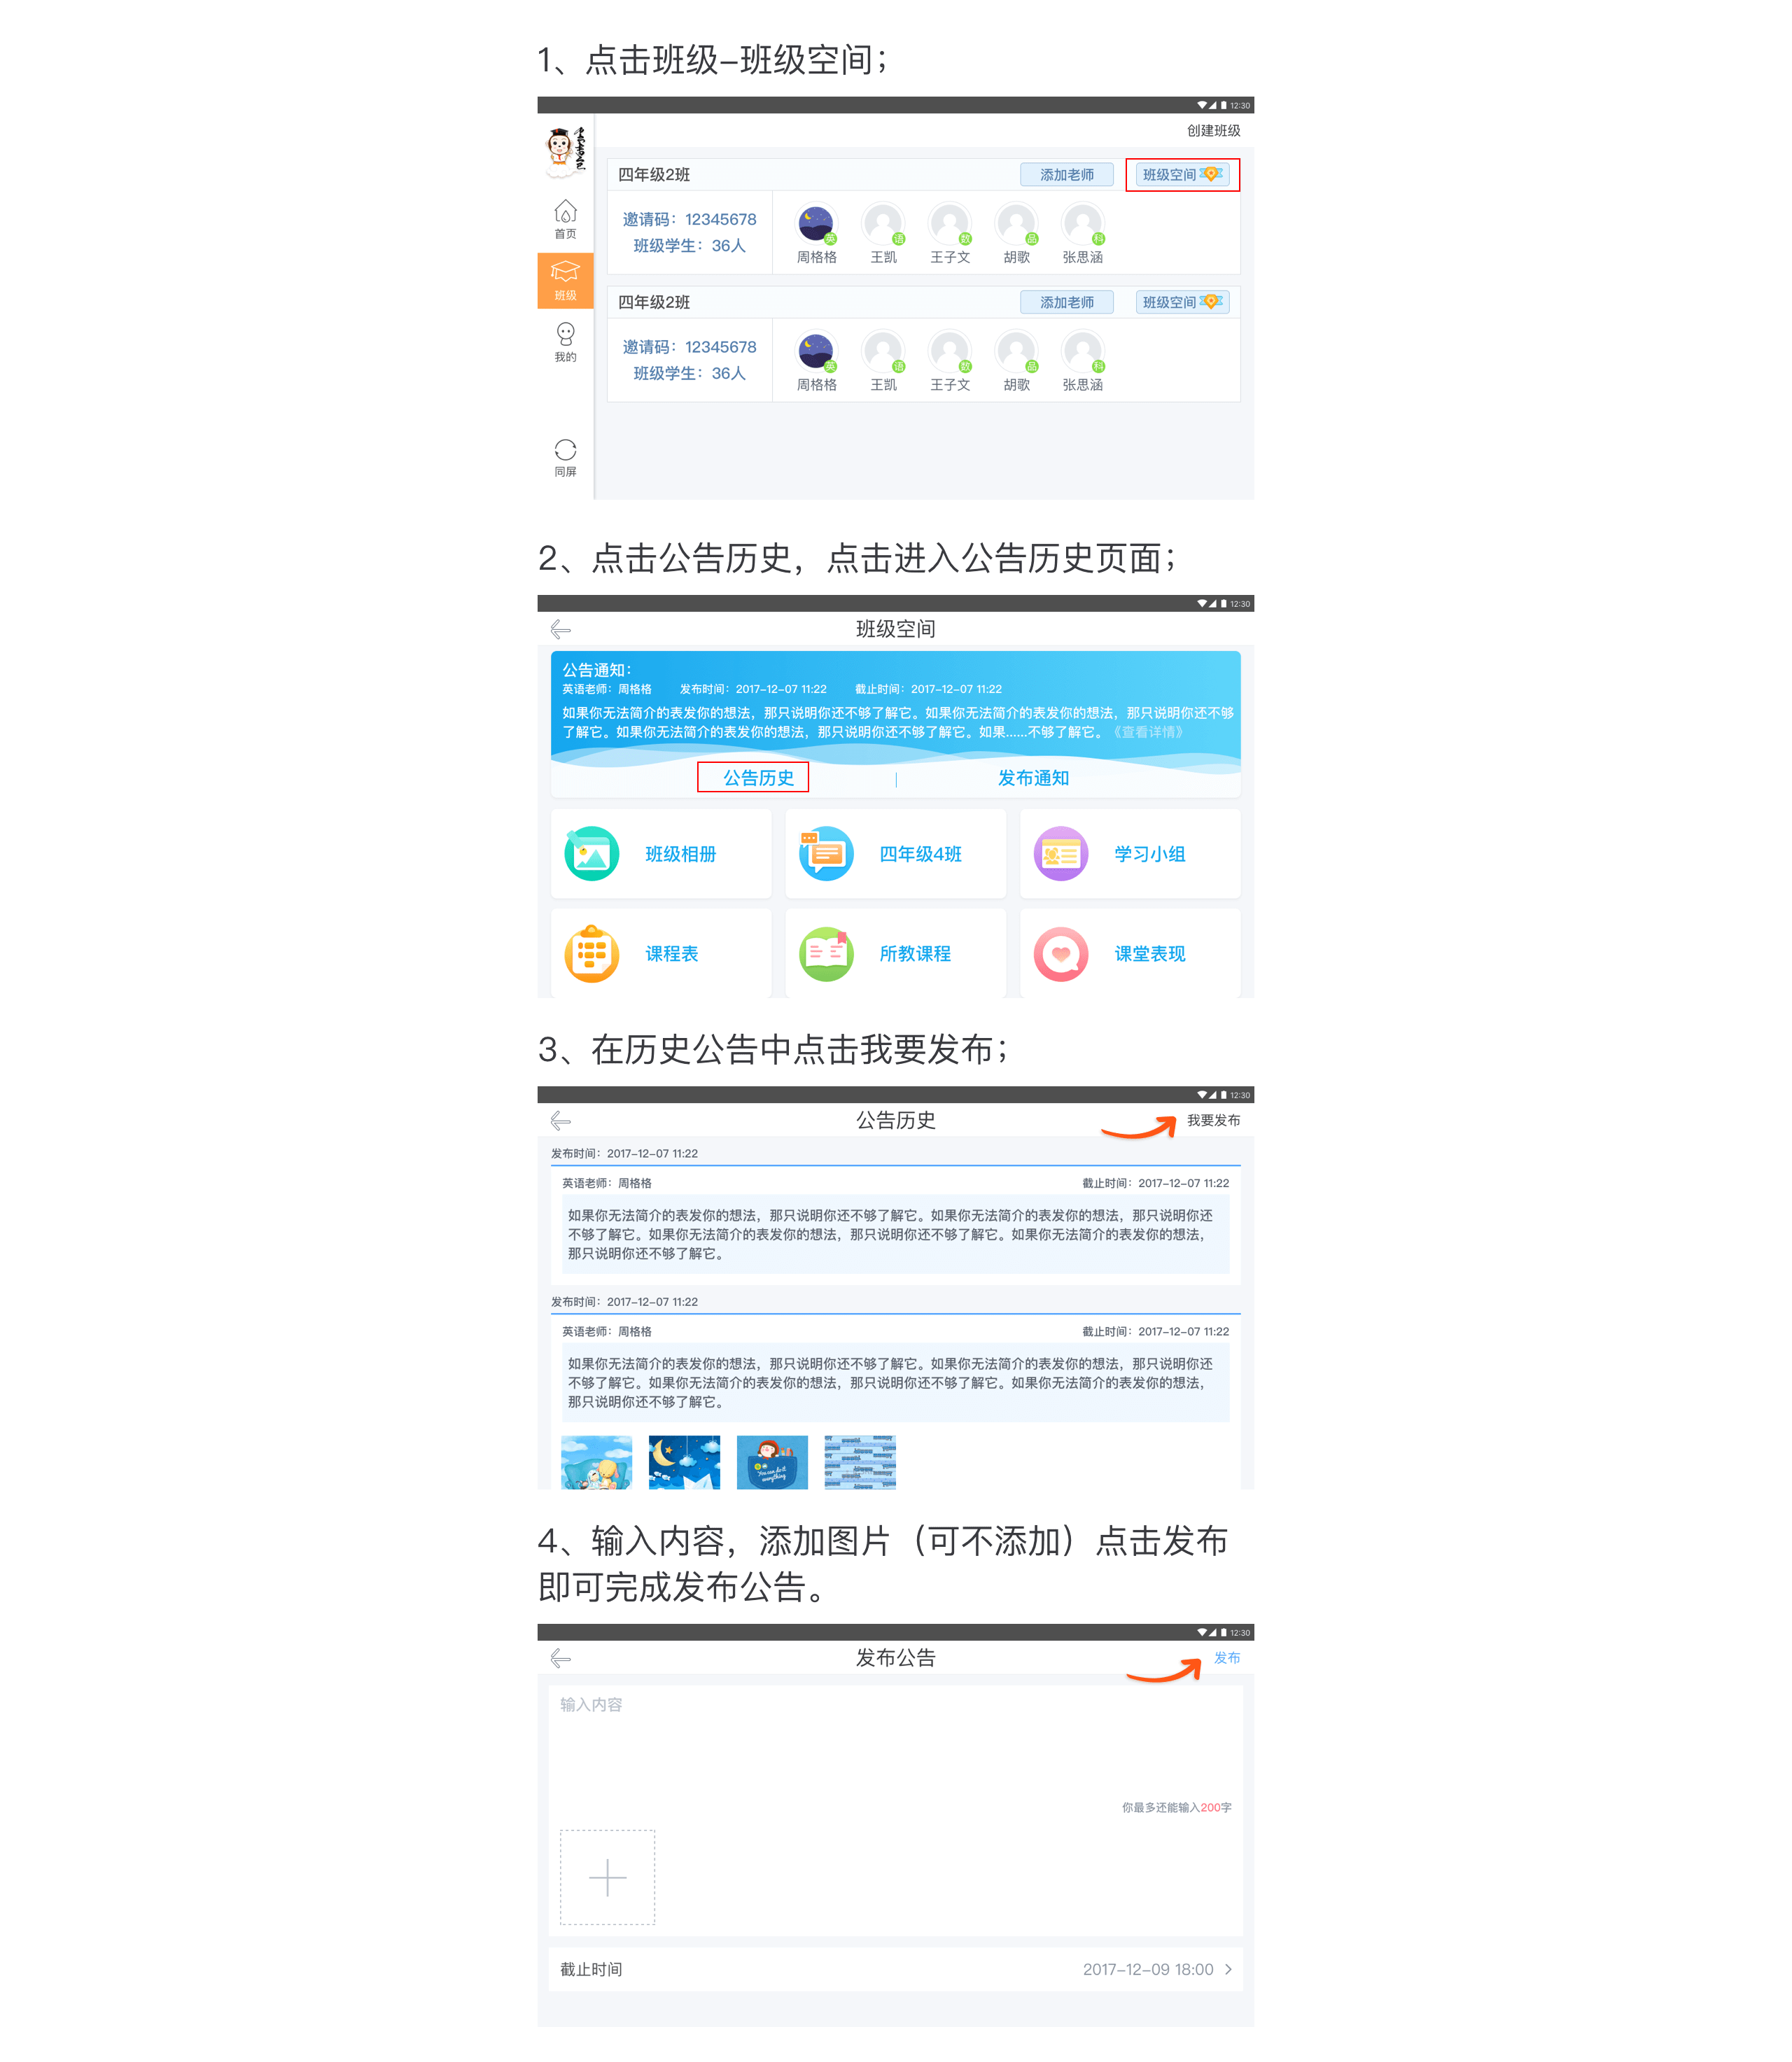 1、点击班级–班级空间；
12:30
创建班级
首页
班级
我的
同屏
四年级2班
添加老师
班级空间
邀请码：12345678
班级学生：36人
英
语
数
品
科
周格格
王凯
王子文
胡歌
张思涵
四年级2班
添加老师
班级空间
邀请码：12345678
班级学生：36人
英
语
数
品
科
周格格
王凯
王子文
胡歌
张思涵
2、点击公告历史，点击进入公告历史页面；
12:30
班级空间
公告通知：
英语老师：周格格 发布时间：2017–12–07 11:22 截止时间：2017–12–07 11:22
如果你无法简介的表发你的想法，那只说明你还不够了解它。如果你无法简介的表发你的想法，那只说明你还不够
了解它。如果你无法简介的表发你的想法，那只说明你还不够了解它。如果......不够了解它。《查看详情》
公告历史
发布通知
班级相册
四年级4班
学习小组
课程表
所教课程
课堂表现
3、在历史公告中点击我要发布；
12:30
公告历史
我要发布
发布时间：2017–12–07 11:22
英语老师：周格格
截止时间：2017–12–07 11:22
如果你无法简介的表发你的想法，那只说明你还不够了解它。如果你无法简介的表发你的想法，那只说明你还
不够了解它。如果你无法简介的表发你的想法，那只说明你还不够了解它。如果你无法简介的表发你的想法，
那只说明你还不够了解它。
发布时间：2017–12–07 11:22
英语老师：周格格
截止时间：2017–12–07 11:22
如果你无法简介的表发你的想法，那只说明你还不够了解它。如果你无法简介的表发你的想法，那只说明你还
不够了解它。如果你无法简介的表发你的想法，那只说明你还不够了解它。如果你无法简介的表发你的想法，
那只说明你还不够了解它。
You can do it
everything
4、输入内容，添加图片（可不添加）点击发布
即可完成发布公告。
12:30
发布公告
发布
输入内容
你最多还能输入200字
截止时间
2017–12–09 18:00